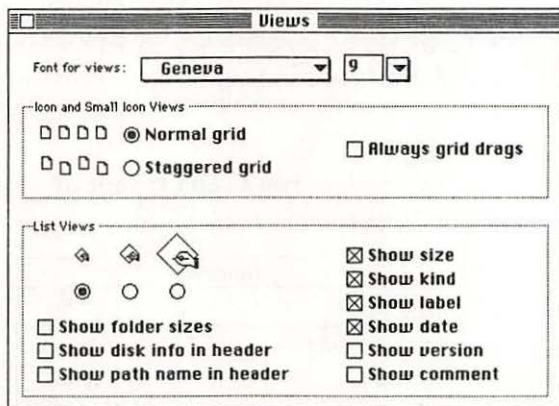 Views
Font for views: Geneva 9
Icon and Small Icon Views
Normal grid
Always grid drags
Staggered grid
List Views
Show size
Show kind
Show label
Show folder sizes
Show date
Show disk info in header
Show version
Show path name in header
Show comment